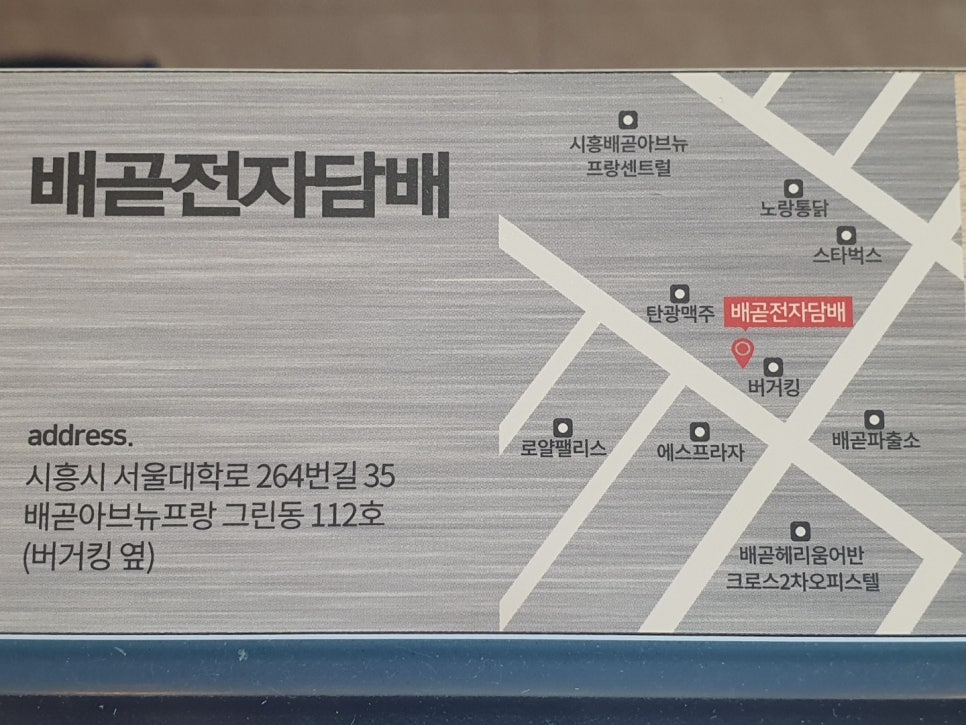 배곧전자담배
address.
시흥시 서울대학로 264번길 35
배곧아브뉴프랑 그린동 112호
(버거킹 옆)
시흥배곧아브뉴
프랑센트럴
노랑통닭
스타벅스
탄광맥주
배곧전자담배
버거킹
로얄팰리스
에스프라자
배곧파출소
배곧헤리움어반
크로스2차오피스텔